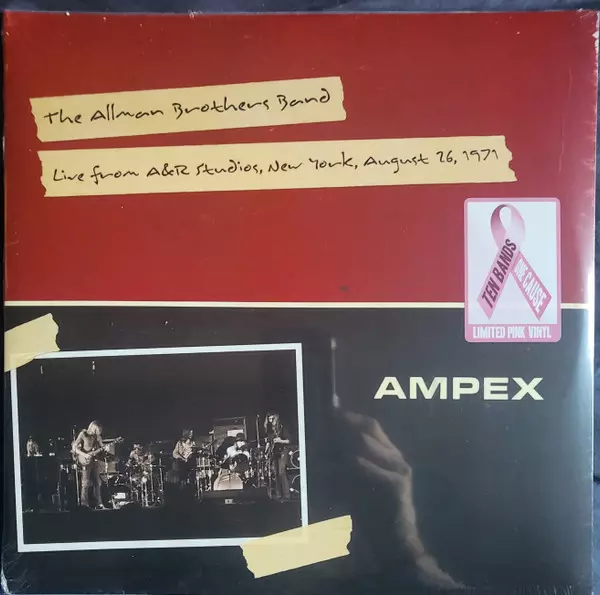 The Allman Brothers Band
Live from A&R Studios, New York, August 26, 1971
TEN BANDS
ONE CAUSE
LIMITED PINK VINYL
AMPEX